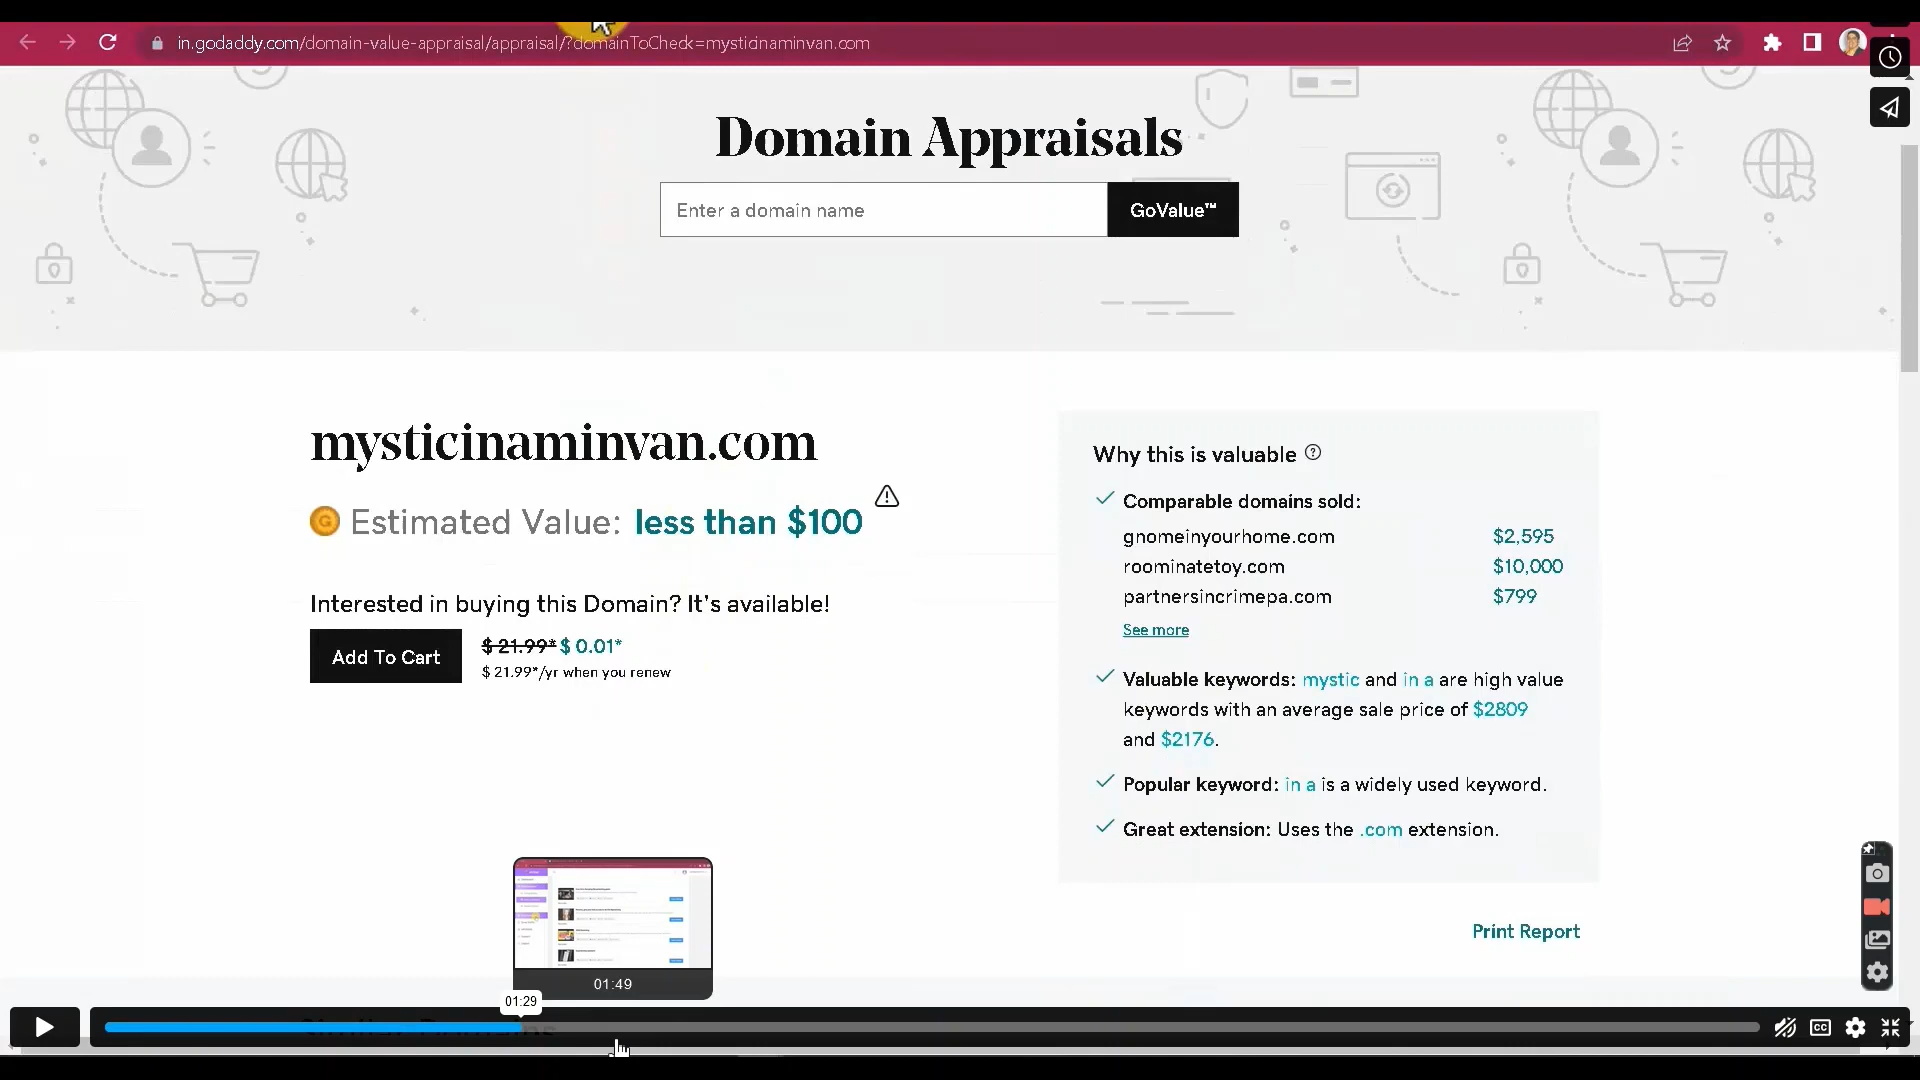 in.godaddy.com/domain-value-appraisal/appraisal/?domainToCheck=mysticinaminvan.com
Domain Appraisals
Enter a domain name
GoValue™
mysticinaminvan.com
Estimated Value: less than $100
Interested in buying this Domain? It's available!
Add To Cart
$ 21.99* $ 0.01*
$ 21.99*/yr when you renew
Why this is valuable
Comparable domains sold:
gnomeinyourhome.com $2,595
roominatetoy.com $10,000
partnersincrimepa.com $799
See more
Valuable keywords: mystic and in a are high value
keywords with an average sale price of $2809
and $2176.
Popular keyword: in a is a widely used keyword.
Great extension: Uses the .com extension.
Print Report
01:49
01:29
CC